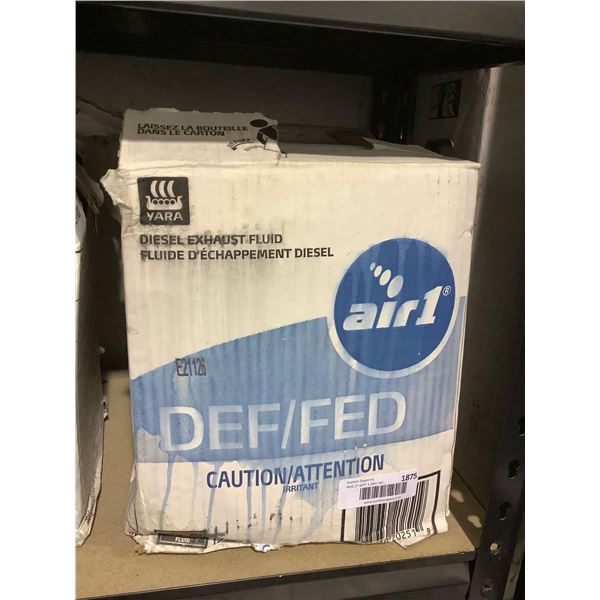 LAISSEZ LA BOUTEILLE
DANS LE CARTON
YARA
DIESEL EXHAUST FLUID
FLUIDE D'ÉCHAPPEMENT DIESEL
air1®
E21126
DEF/FED
CAUTION/ATTENTION
IRRITANT
1875
FLUID